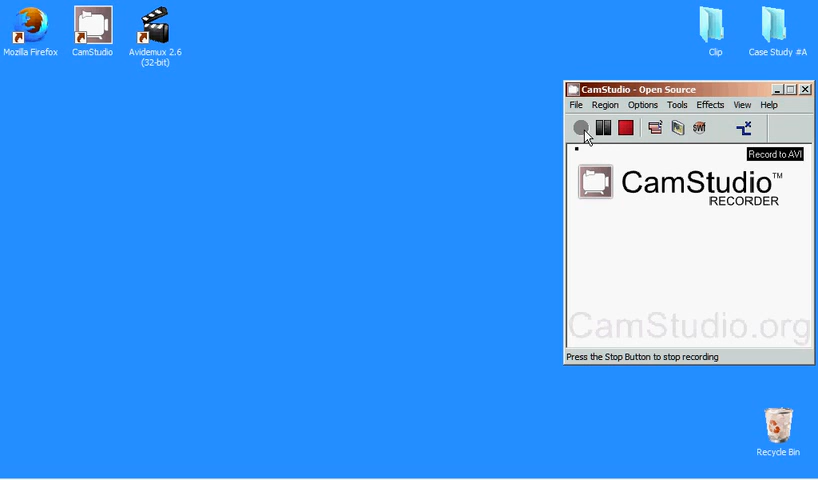 Mozilla Firefox
CamStudio
Avidemux 2.6
(32-bit)
Clip
Case Study #A
CamStudio - Open Source
File Region Options Tools Effects View Help
SWF
Record to AVI
CamStudio™
RECORDER
CamStudio.org
Press the Stop Button to stop recording
Recycle Bin